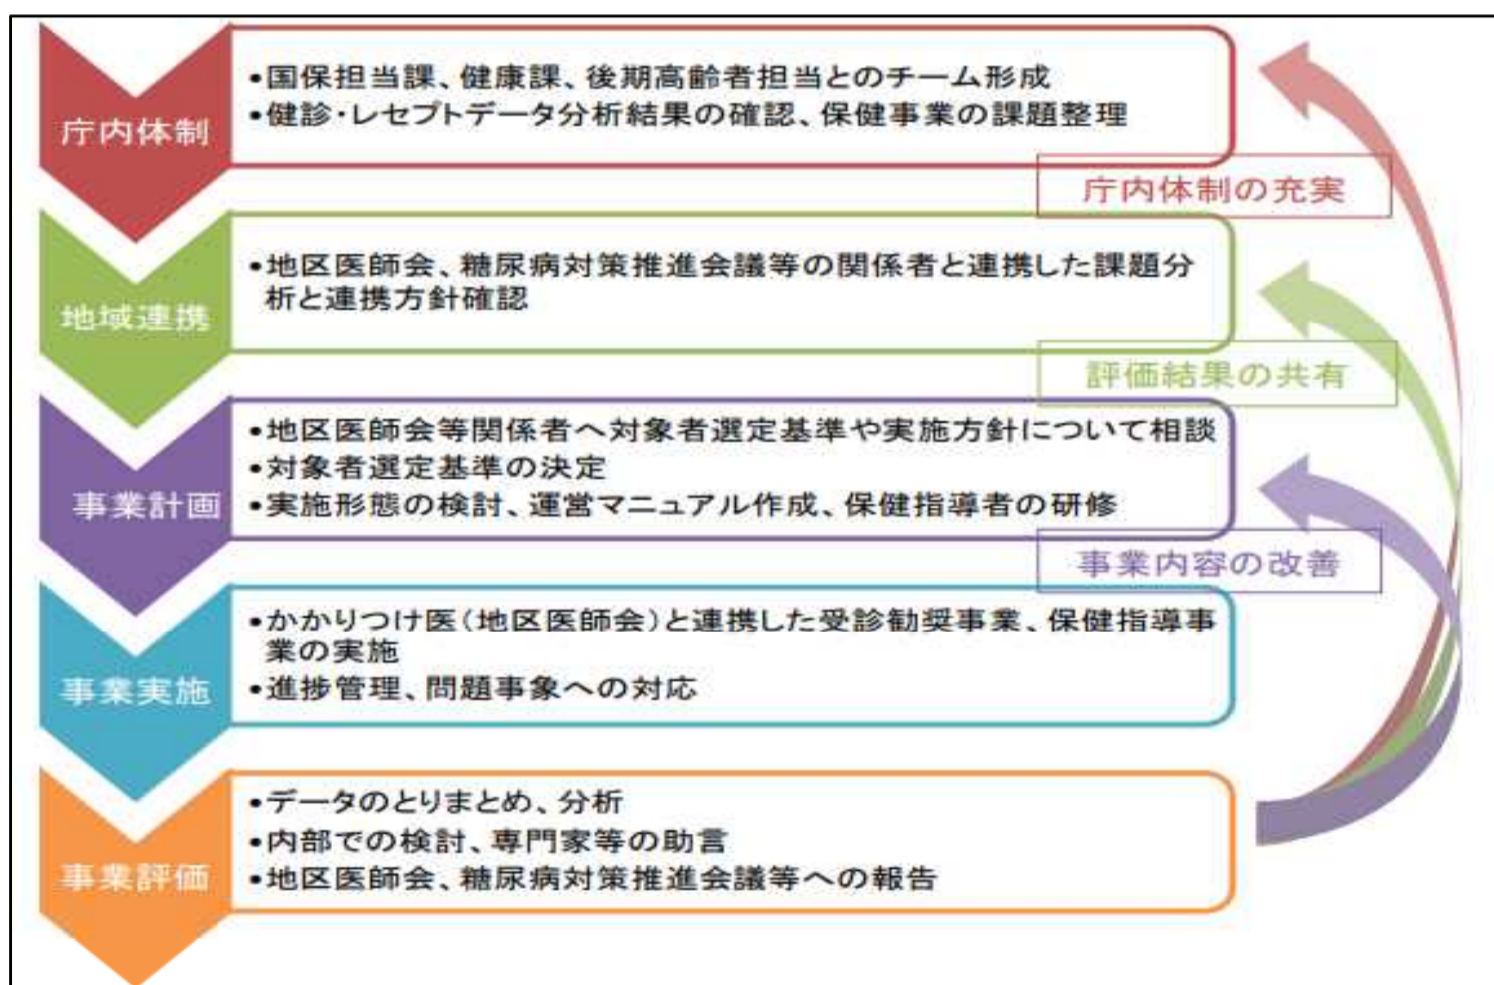 庁内体制
•国保担当課、健康課、後期高齢者担当とのチーム形成
•健診・レセプトデータ分析結果の確認、保健事業の課題整理
庁内体制の充実
地域連携
•地区医師会、糖尿病対策推進会議等の関係者と連携した課題分
析と連携方針確認
評価結果の共有
事業計画
•地区医師会等関係者へ対象者選定基準や実施方針について相談
•対象者選定基準の決定
•実施形態の検討、運営マニュアル作成、保健指導者の研修
事業内容の改善
事業実施
•かかりつけ医(地区医師会)と連携した受診勧奨事業、保健指導事
業の実施
•進捗管理、問題事象への対応
事業評価
•データのとりまとめ、分析
•内部での検討、専門家等の助言
•地区医師会、糖尿病対策推進会議等への報告